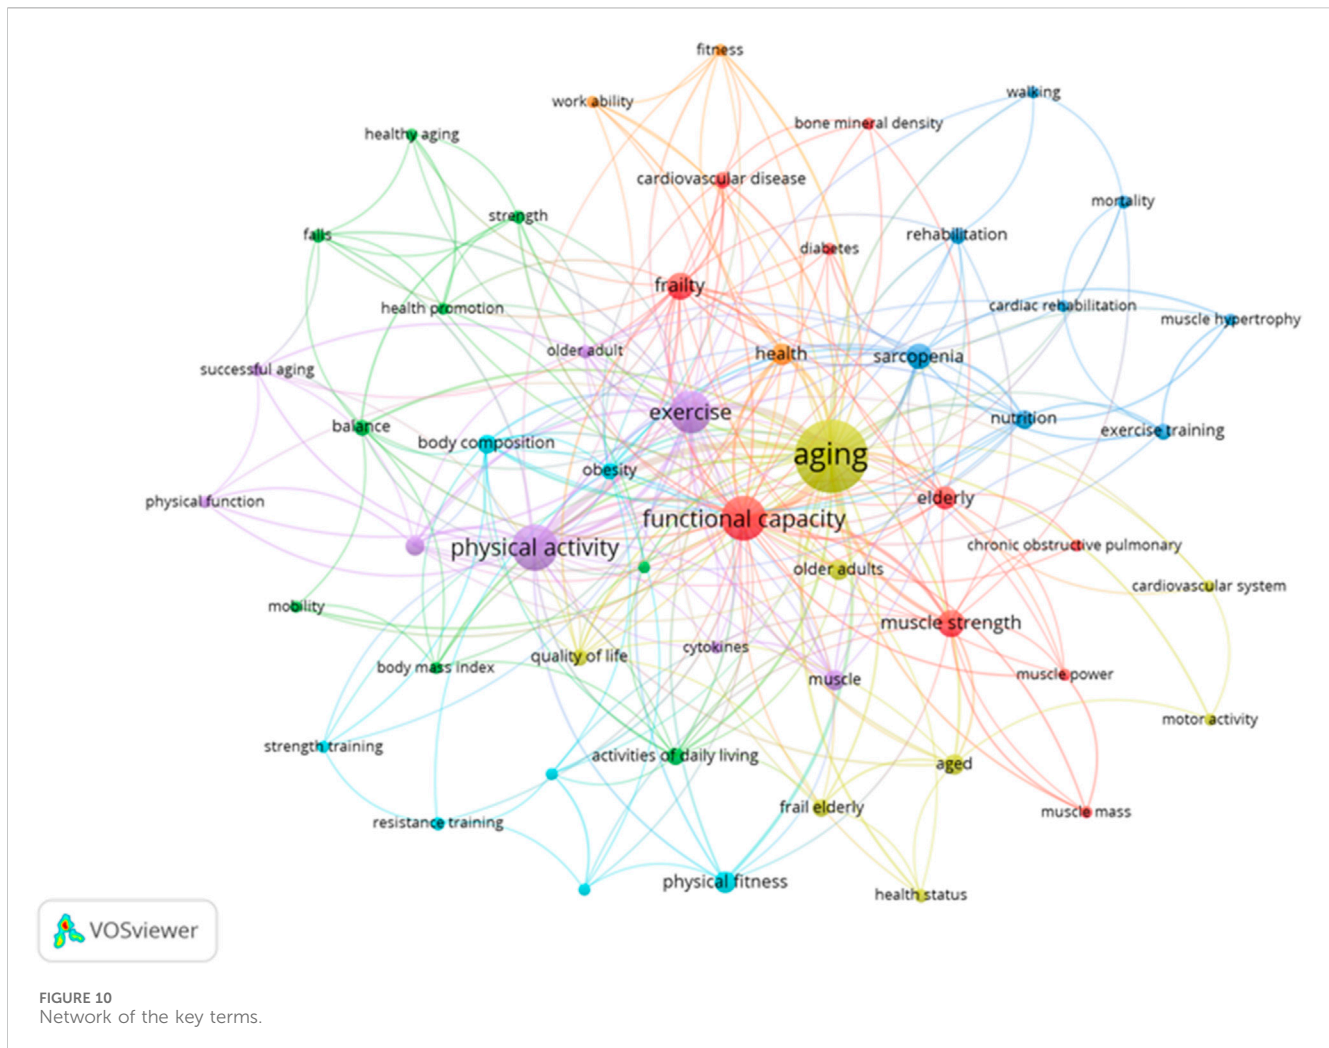 fitness
walking
work ability
bone mineral density
healthy aging
cardiovascular disease
mortality
strength
falls
rehabilitation
diabetes
frailty
health promotion
cardiac rehabilitation
muscle hypertrophy
older adult
health
sarcopenia
successful aging
exercise
nutrition
balance
exercise training
body composition
aging
obesity
elderly
physical function
functional capacity
physical activity
chronic obstructive pulmonary
older adults
cardiovascular system
mobility
muscle strength
cytokines
quality of life
body mass index
muscle power
muscle
motor activity
strength training
activities of daily living
aged
frail elderly
muscle mass
resistance training
physical fitness
health status
VOSviewer
FIGURE 10
Network of the key terms.